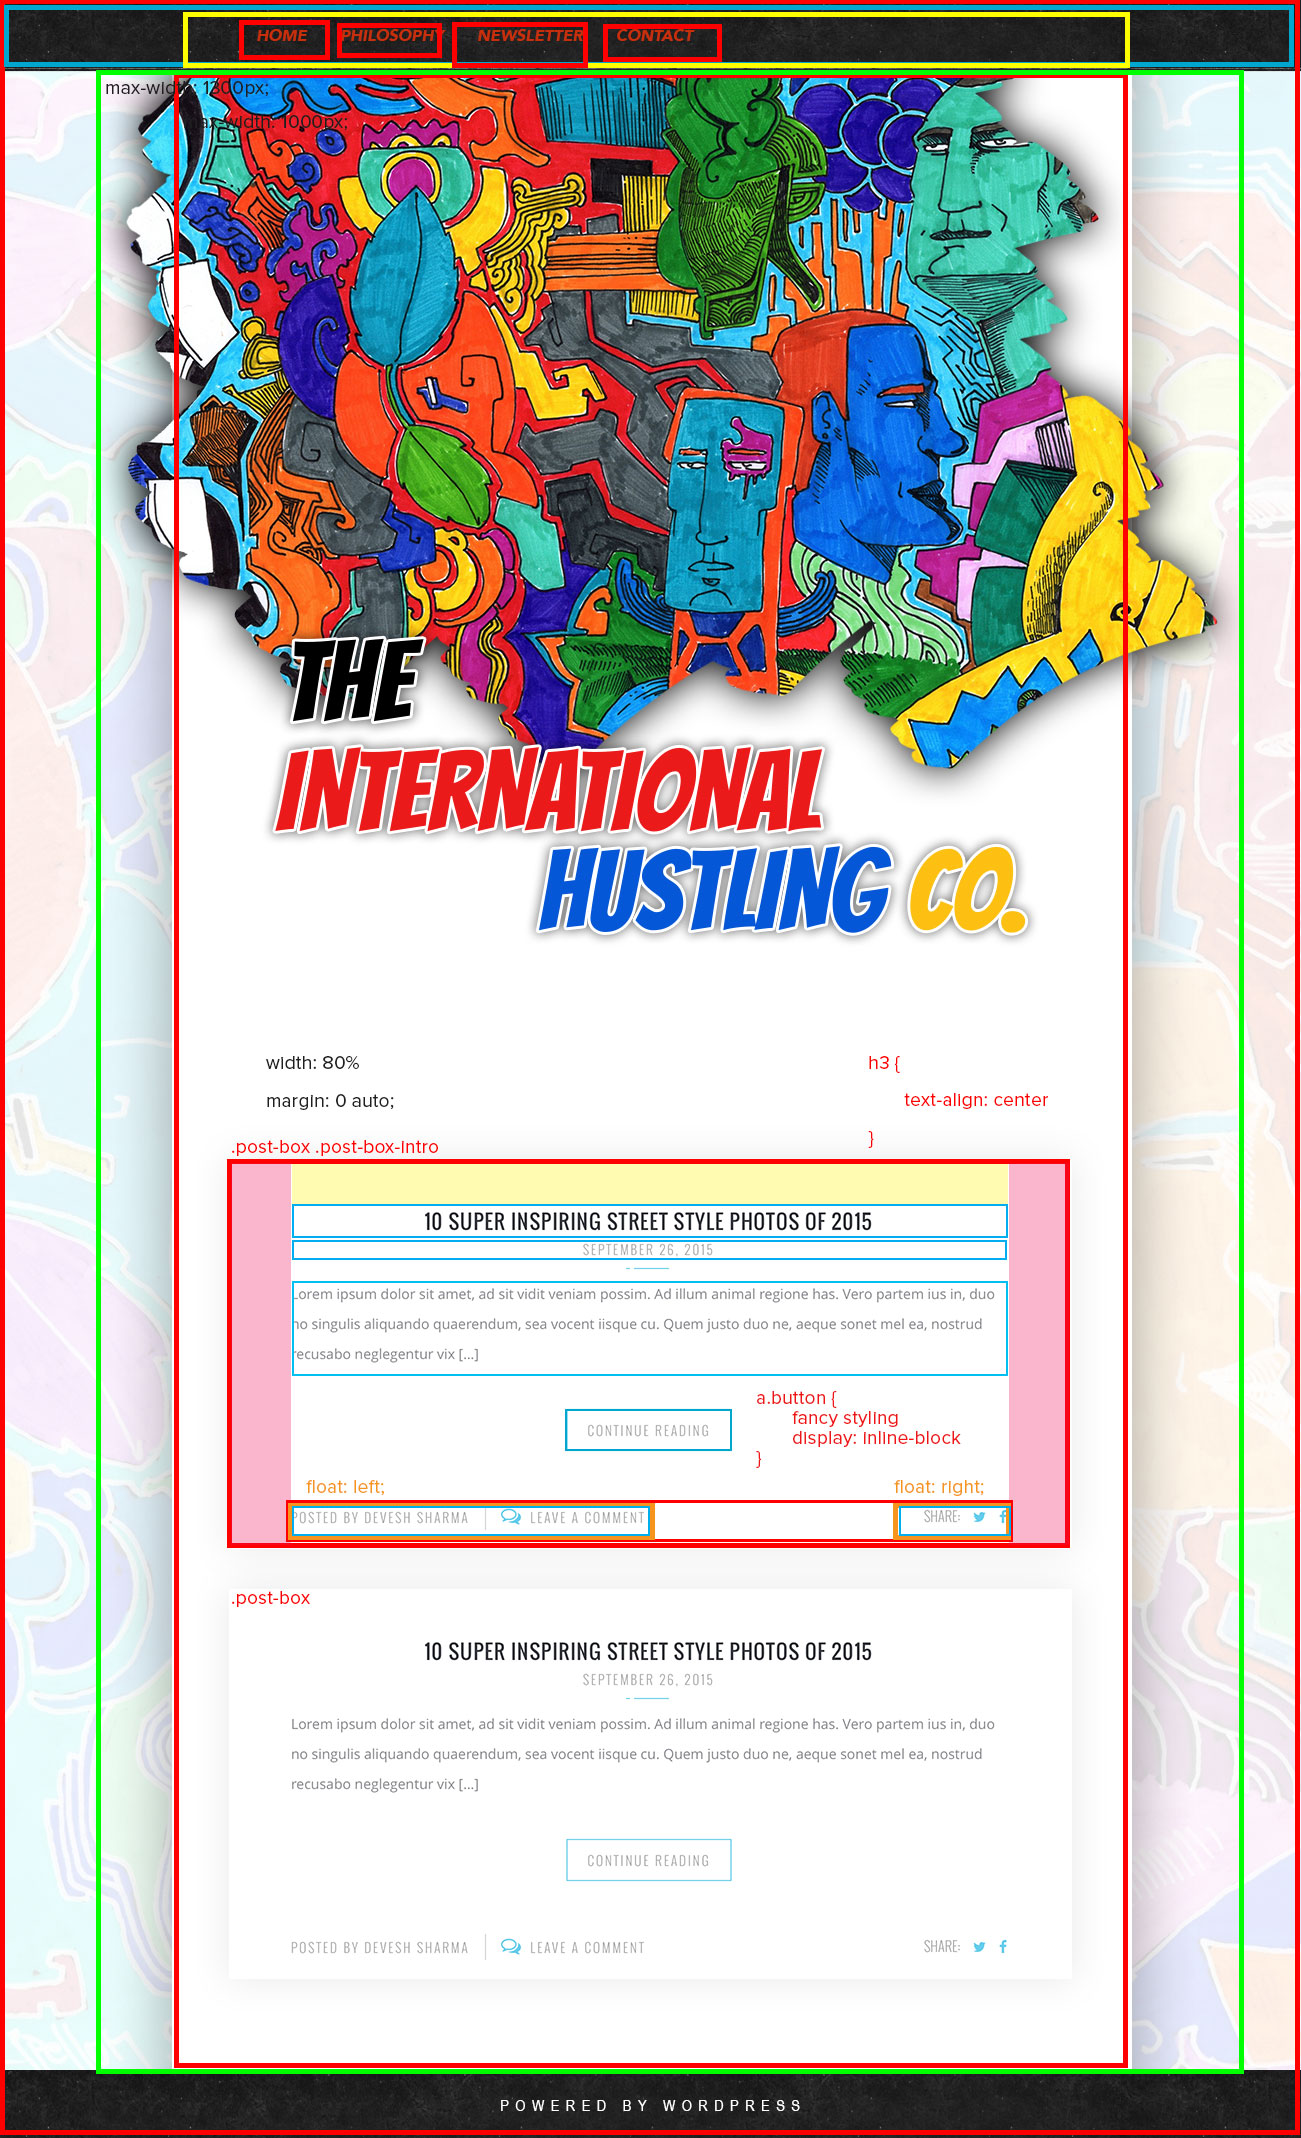 HOME PHILOSOPHY NEWSLETTER CONTACT
max-width: 1300px;
max-width: 1000px;
THE
INTERNATIONAL
HUSTLING CO.
width: 80%
margin: 0 auto;
h3 {
text-align: center
}
.post-box .post-box-intro
10 SUPER INSPIRING STREET STYLE PHOTOS OF 2015
SEPTEMBER 26, 2015
Lorem ipsum dolor sit amet, ad sit vidit veniam possim. Ad illum animal regione has. Vero partem ius in, duo
no singulis aliquando quaerendum, sea vocent iisque cu. Quem justo duo ne, aeque sonet mel ea, nostrud
recusabo neglegentur vix [...]
CONTINUE READING
a.button {
fancy styling
display: inline-block
}
float: left;
float: right;
POSTED BY DEVESH SHARMA LEAVE A COMMENT SHARE:
.post-box
10 SUPER INSPIRING STREET STYLE PHOTOS OF 2015
SEPTEMBER 26, 2015
Lorem ipsum dolor sit amet, ad sit vidit veniam possim. Ad illum animal regione has. Vero partem ius in, duo
no singulis aliquando quaerendum, sea vocent iisque cu. Quem justo duo ne, aeque sonet mel ea, nostrud
recusabo neglegentur vix [...]
CONTINUE READING
POSTED BY DEVESH SHARMA LEAVE A COMMENT SHARE:
POWERED BY WORDPRESS